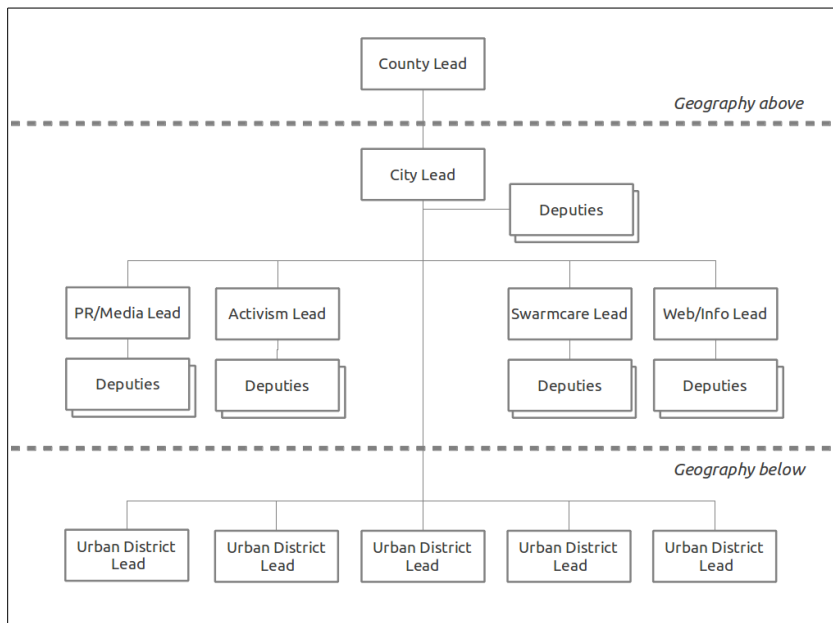 County Lead
Geography above
City Lead
Deputies
PR/Media Lead
Activism Lead
Swarmcare Lead
Web/Info Lead
Deputies
Deputies
Deputies
Deputies
Geography below
Urban District
Lead
Urban District
Lead
Urban District
Lead
Urban District
Lead
Urban District
Lead